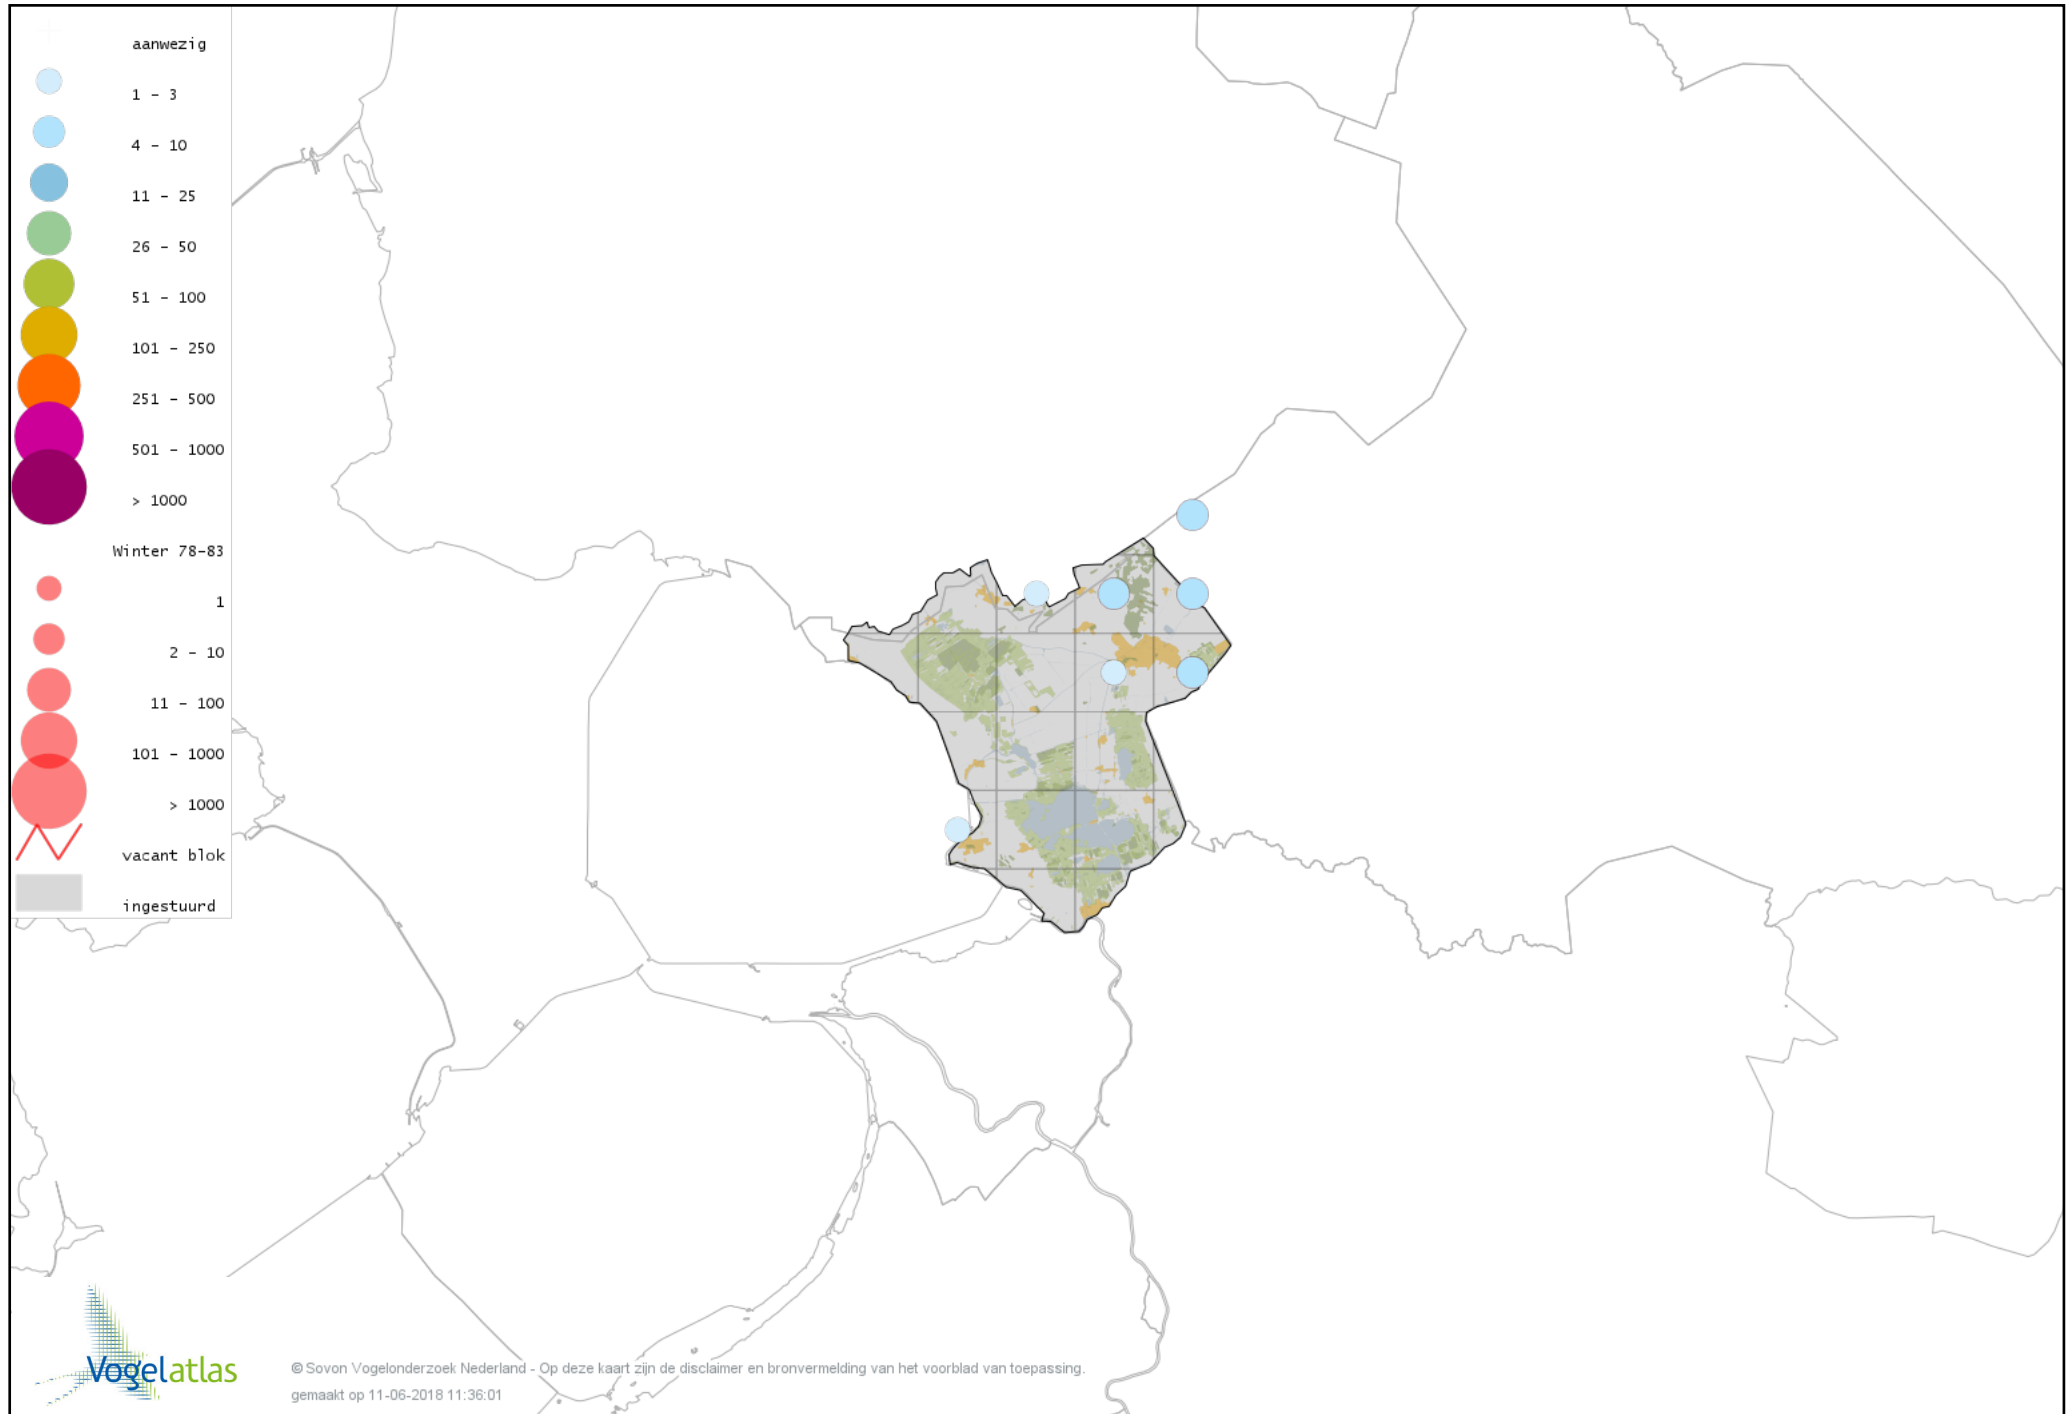 aanwezig
1 - 3
4 - 10
11 - 25
26 - 50
51 - 100
101 - 250
251 - 500
501 - 1000
> 1000
Winter 78-83
1
2 - 10
11 - 100
101 - 1000
> 1000
vacant blok
ingestuurd
Vogelatlas
© Sovon Vogelonderzoek Nederland - Op deze kaart zijn de disclaimer en bronvermelding van het voorblad van toepassing.
gemaakt op 11-06-2018 11:36:01